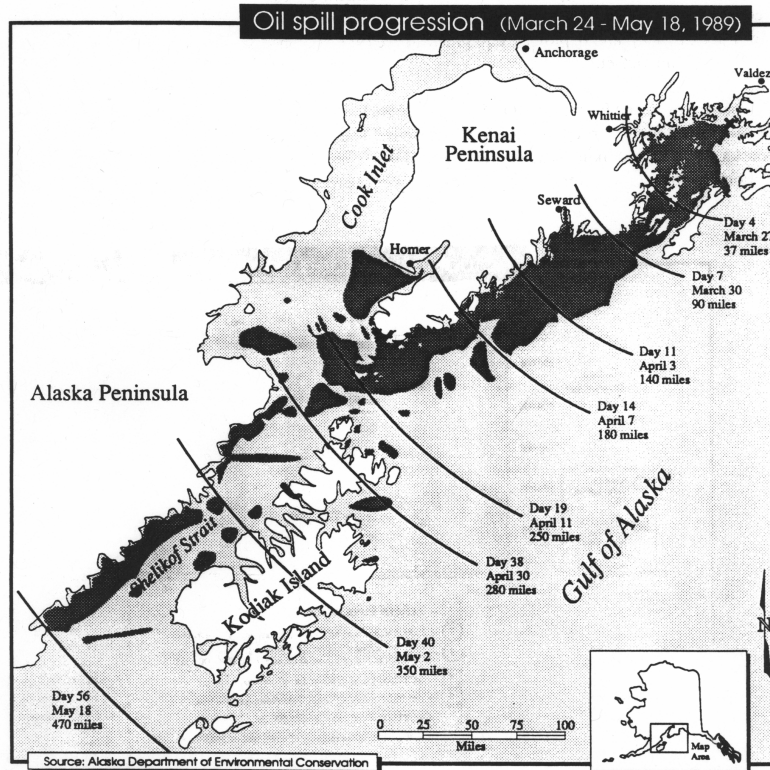 Oil spill progression (March 24 - May 18, 1989)
Anchorage
Valdez
Whittier
Kenai
Peninsula
Cook Inlet
Seward
Day 4
March 27
37 miles
Homer
Day 7
March 30
90 miles
Day 11
April 3
140 miles
Alaska Peninsula
Day 14
April 7
180 miles
Day 19
April 11
250 miles
Gulf of Alaska
Shelikof Strait
Day 38
April 30
280 miles
Kodiak Island
Day 40
May 2
350 miles
N
Day 56
May 18
470 miles
0 25 50 75 100
Miles
Map
Area
Source: Alaska Department of Environmental Conservation